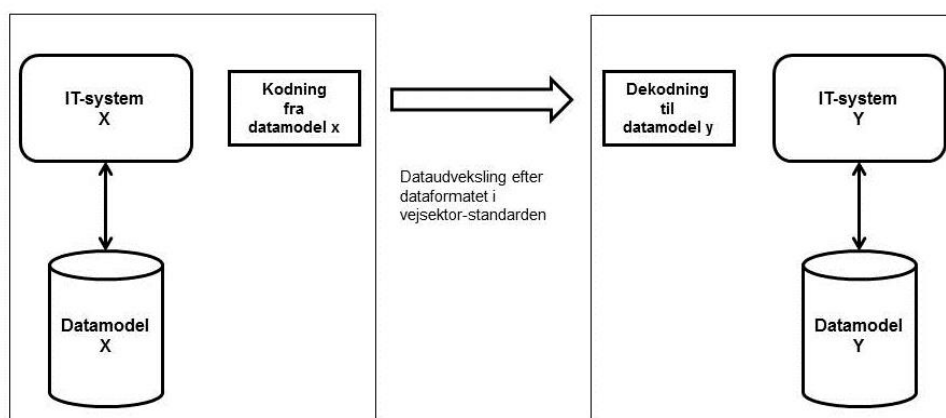 IT-system
X
Kodning
fra
datamodel x
Datamodel
X
Dataudveksling efter
dataformatet i
vejsektor-standarden
Dekodning
til
datamodel y
IT-system
Y
Datamodel
Y